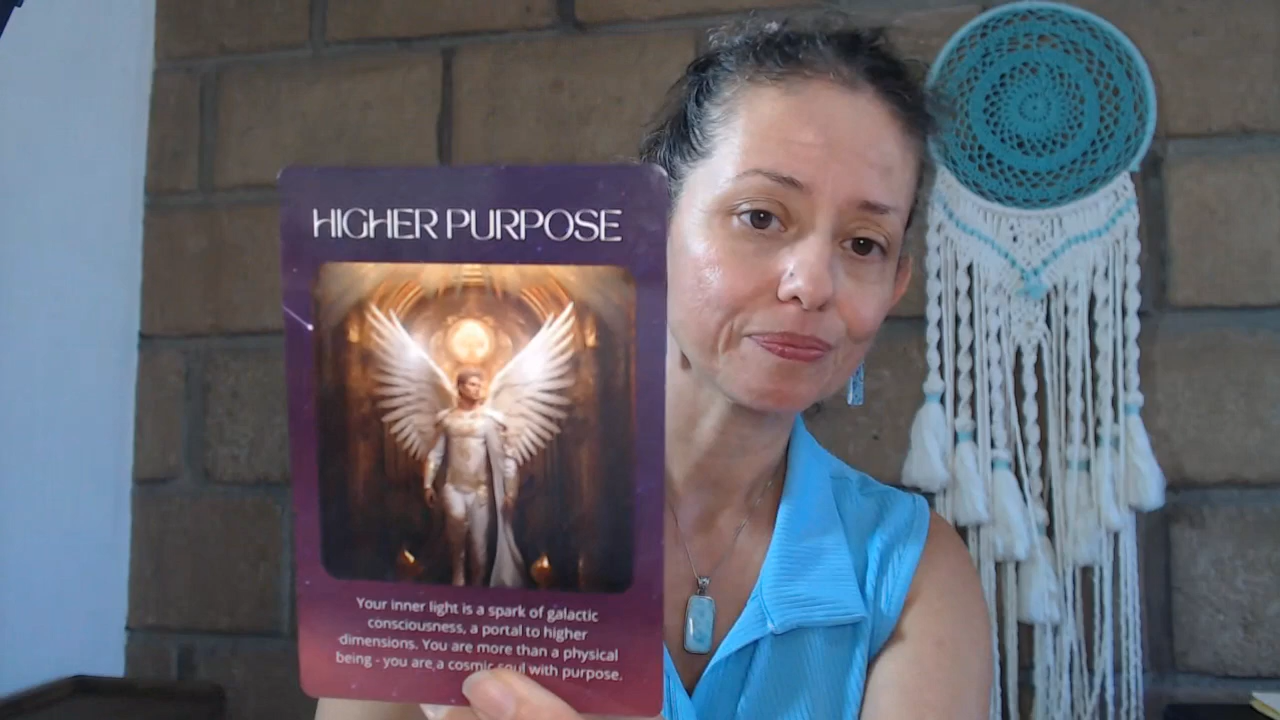 HIGHER PURPOSE
Your inner light is a spark of galactic
consciousness, a portal to higher
dimensions. You are more than a physical
being - you are a cosmic soul with purpose.